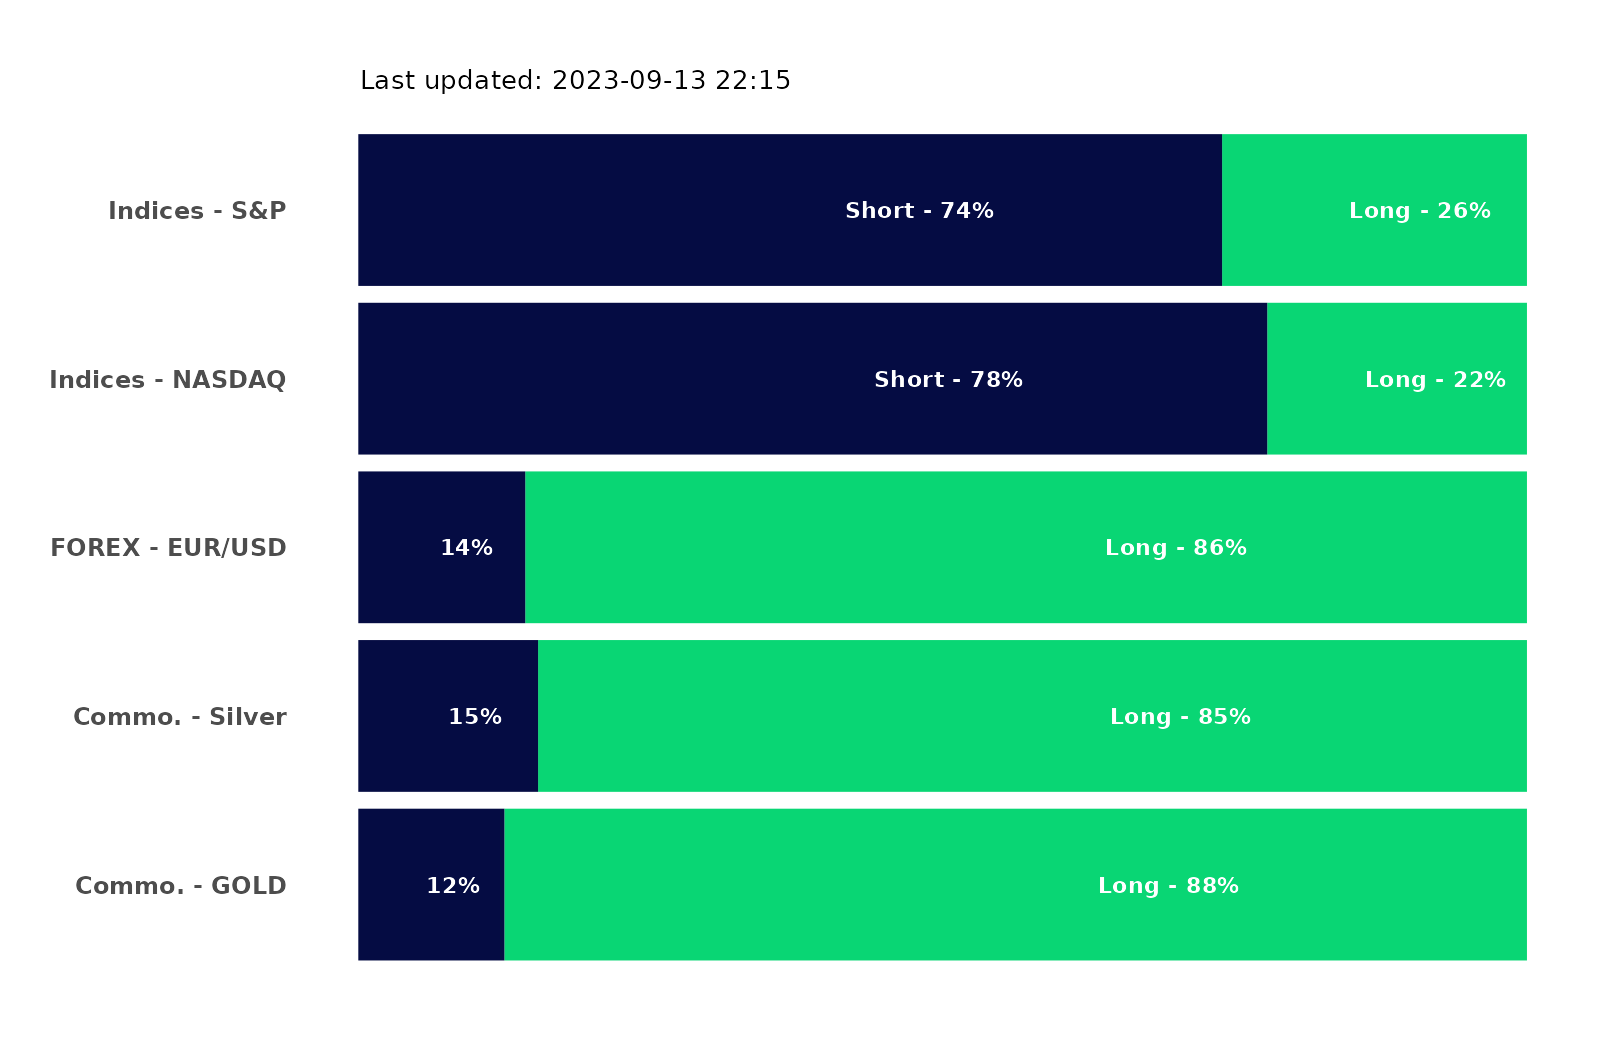 Last updated: 2023-09-13 22:15
Indices - S&P
Short - 74%
Long - 26%
Indices - NASDAQ
Short - 78%
Long - 22%
FOREX - EUR/USD
14%
Long - 86%
Commo. - Silver
15%
Long - 85%
Commo. - GOLD
12%
Long - 88%